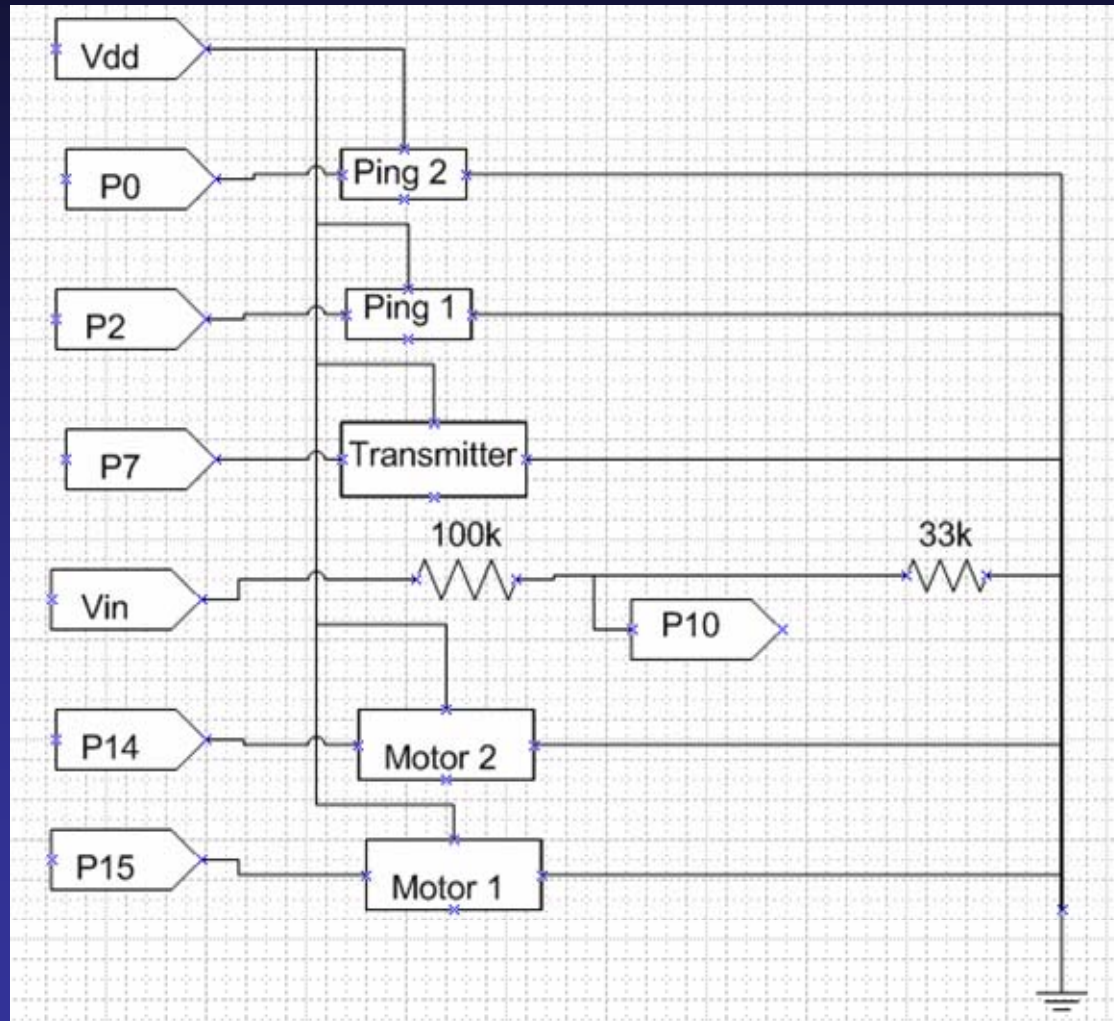 Vdd
P0
Ping 2
P2
Ping 1
P7
Transmitter
100k
33k
Vin
P10
P14
Motor 2
P15
Motor 1